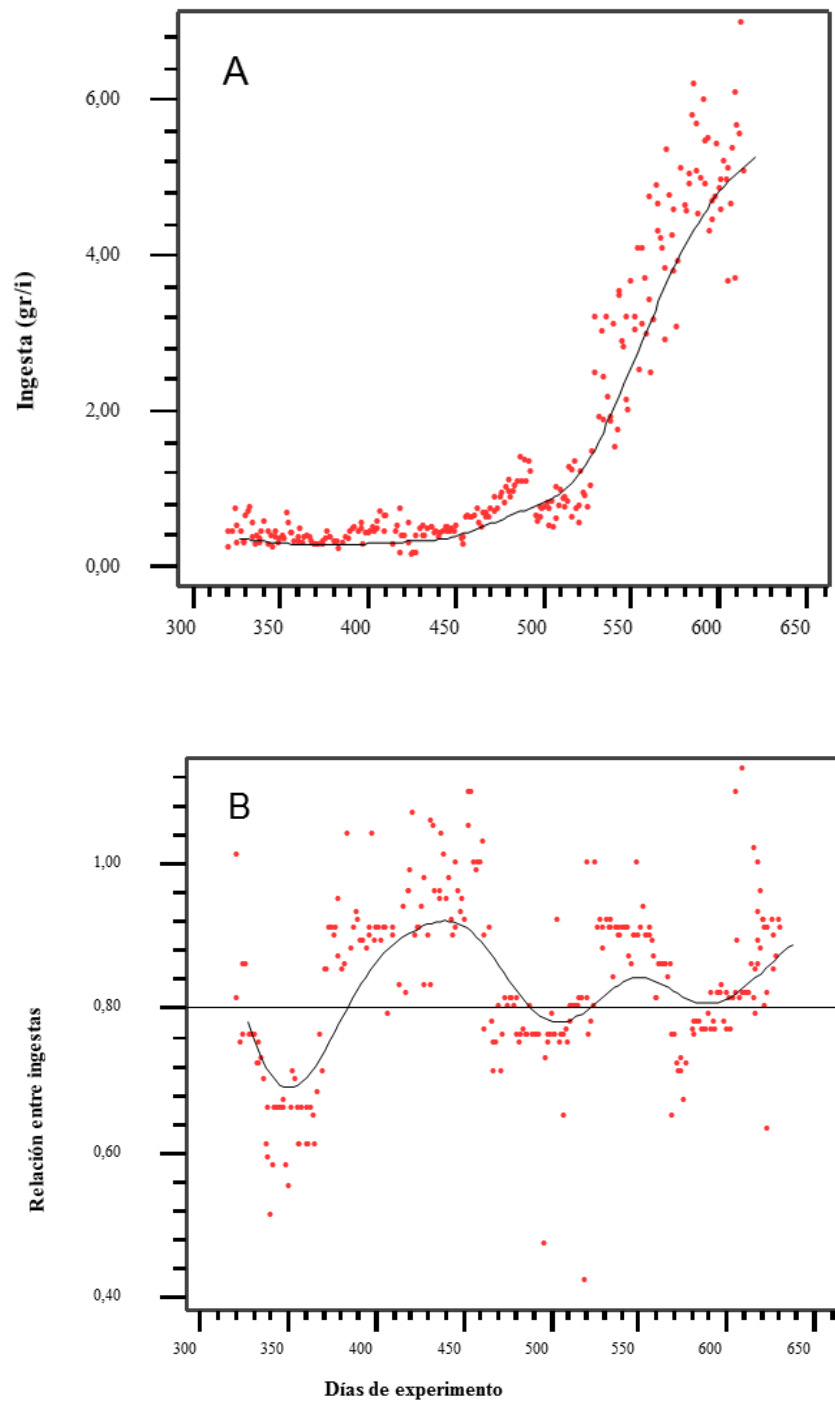 A
Ingesta (gr/i)
6,00
4,00
2,00
0,00
300 350 400 450 500 550 600 650
B
Relación entre ingestas
1,00
0,80
0,60
0,40
300 350 400 450 500 550 600 650
Días de experimento